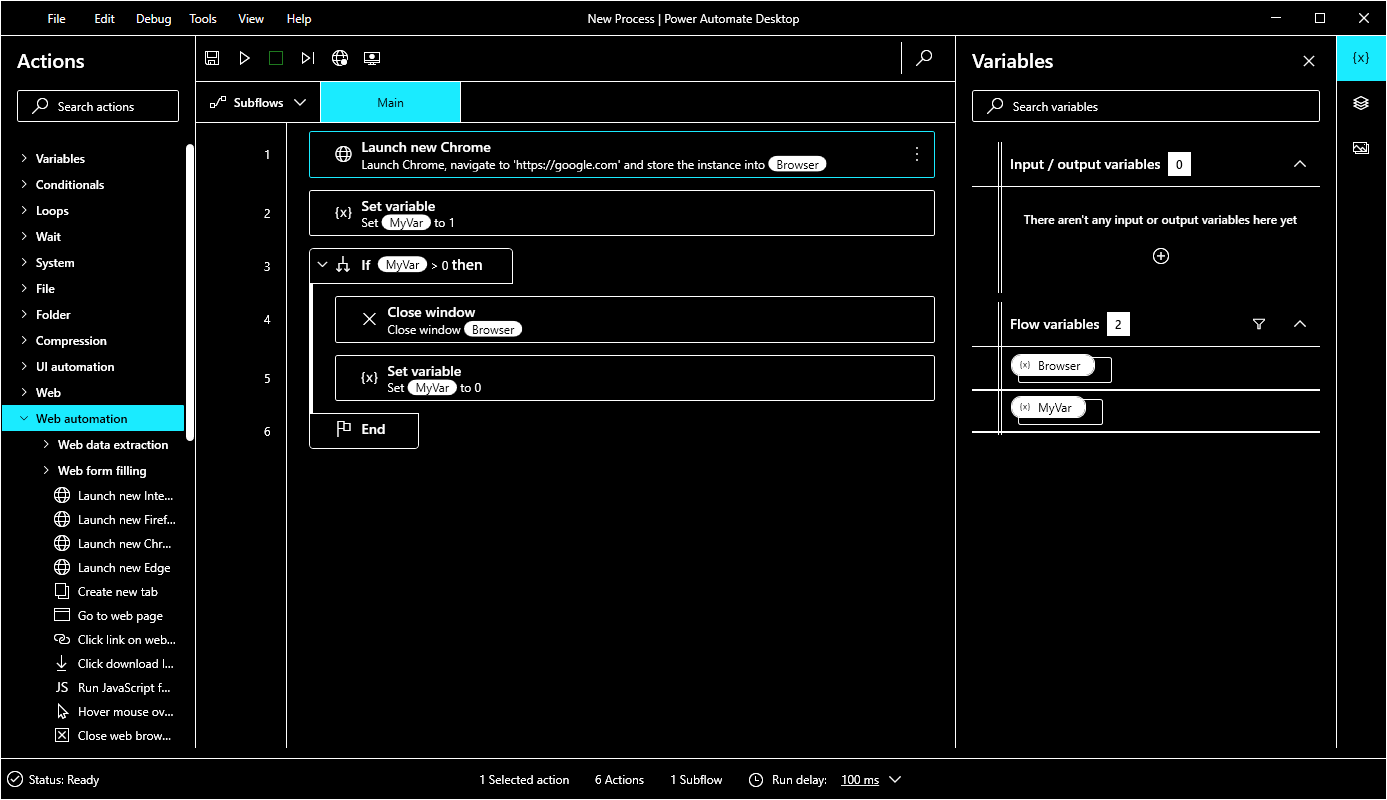 File Edit Debug Tools View Help
New Process | Power Automate Desktop
Actions
Search actions
Variables
Conditionals
Loops
Wait
System
File
Folder
Compression
UI automation
Web
Web automation
Web data extraction
Web form filling
Launch new Inte...
Launch new Firef...
Launch new Chr...
Launch new Edge
Create new tab
Go to web page
Click link on web...
Click download l...
JS Run JavaScript f...
Hover mouse ov...
Close web brow...
Subflows
Main
1
Launch new Chrome
Launch Chrome, navigate to 'https://google.com' and store the instance into Browser
2
{x} Set variable
Set MyVar to 1
3
If MyVar > 0 then
4
Close window
Close window Browser
5
{x} Set variable
Set MyVar to 0
6
End
Variables
{x}
Search variables
Input / output variables 0
There aren't any input or output variables here yet
Flow variables 2
(x) Browser
(x) MyVar
Status: Ready
1 Selected action
6 Actions
1 Subflow
Run delay: 100 ms